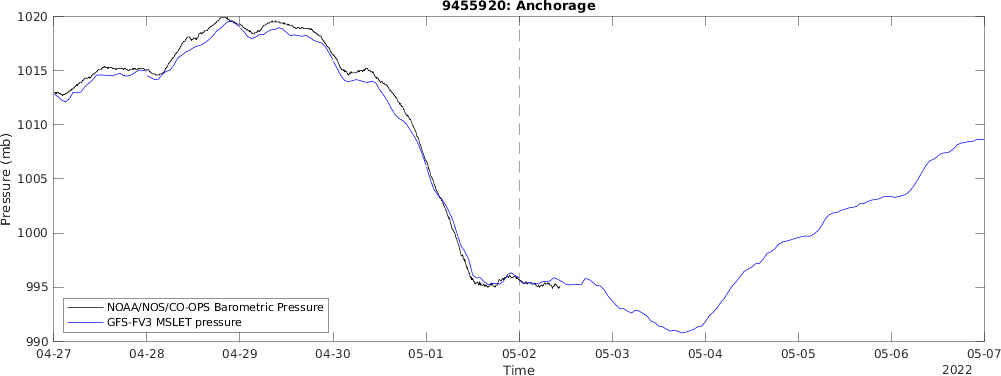 9455920: Anchorage
1020
1015
1010
1005
1000
995
990
Pressure (mb)
NOAA/NOS/CO-OPS Barometric Pressure
GFS-FV3 MSLET pressure
04-27 04-28 04-29 04-30 05-01 05-02 05-03 05-04 05-05 05-06 05-07
Time
2022